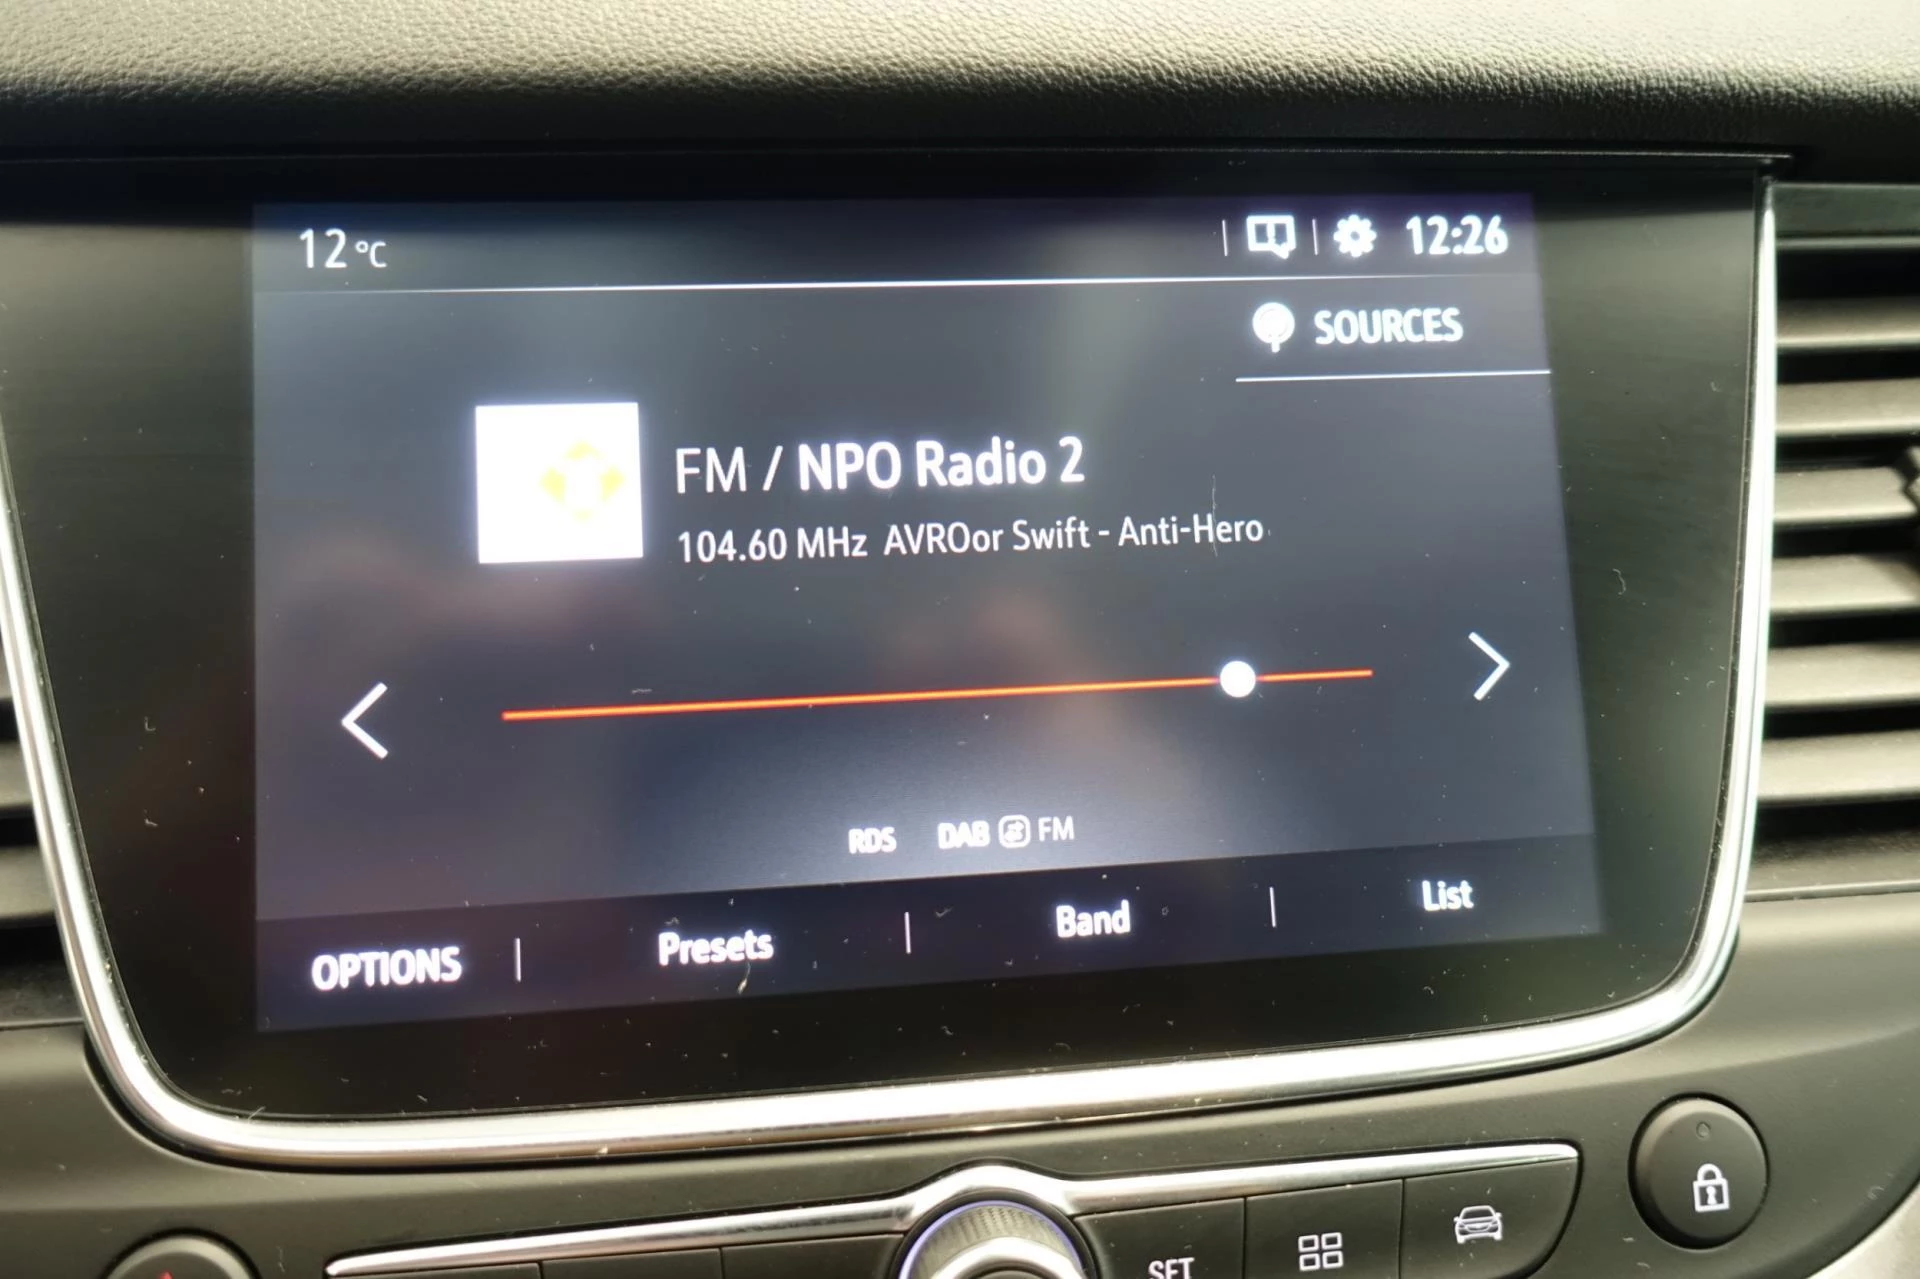 12 °C
12:26
SOURCES
FM / NPO Radio 2
104.60 MHz AVROor Swift - Anti-Hero
RDS DAB FM
OPTIONS Presets Band List
SET